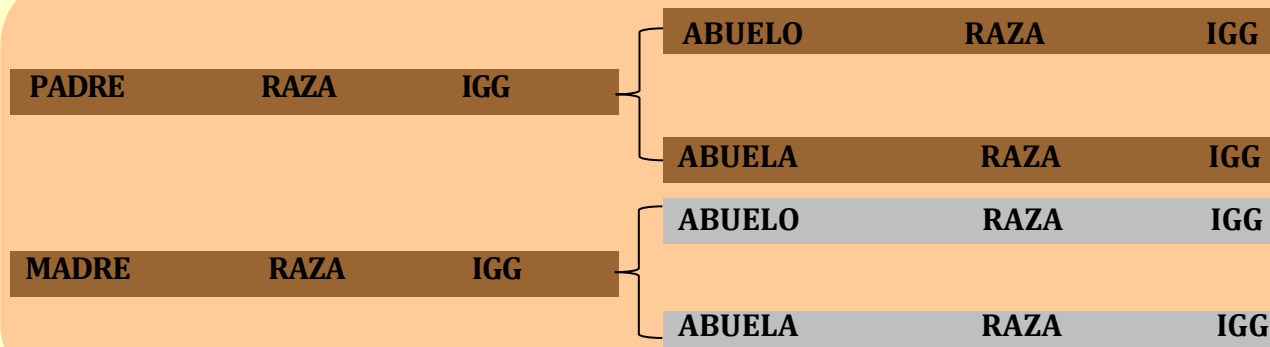 ABUELO RAZA IGG
PADRE RAZA IGG
ABUELA RAZA IGG
ABUELO RAZA IGG
MADRE RAZA IGG
ABUELA RAZA IGG